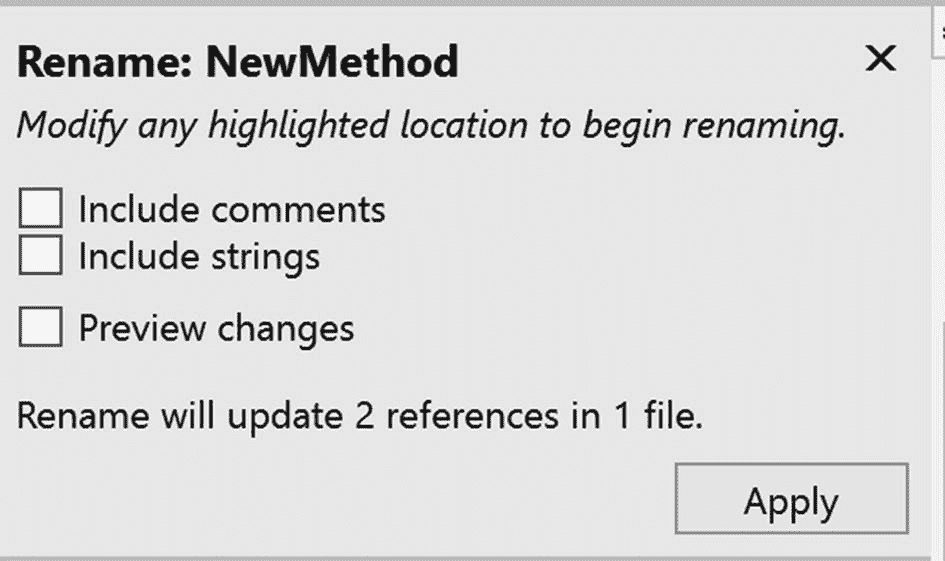 Rename: NewMethod
Modify any highlighted location to begin renaming.
Include comments
Include strings
Preview changes
Rename will update 2 references in 1 file.
Apply